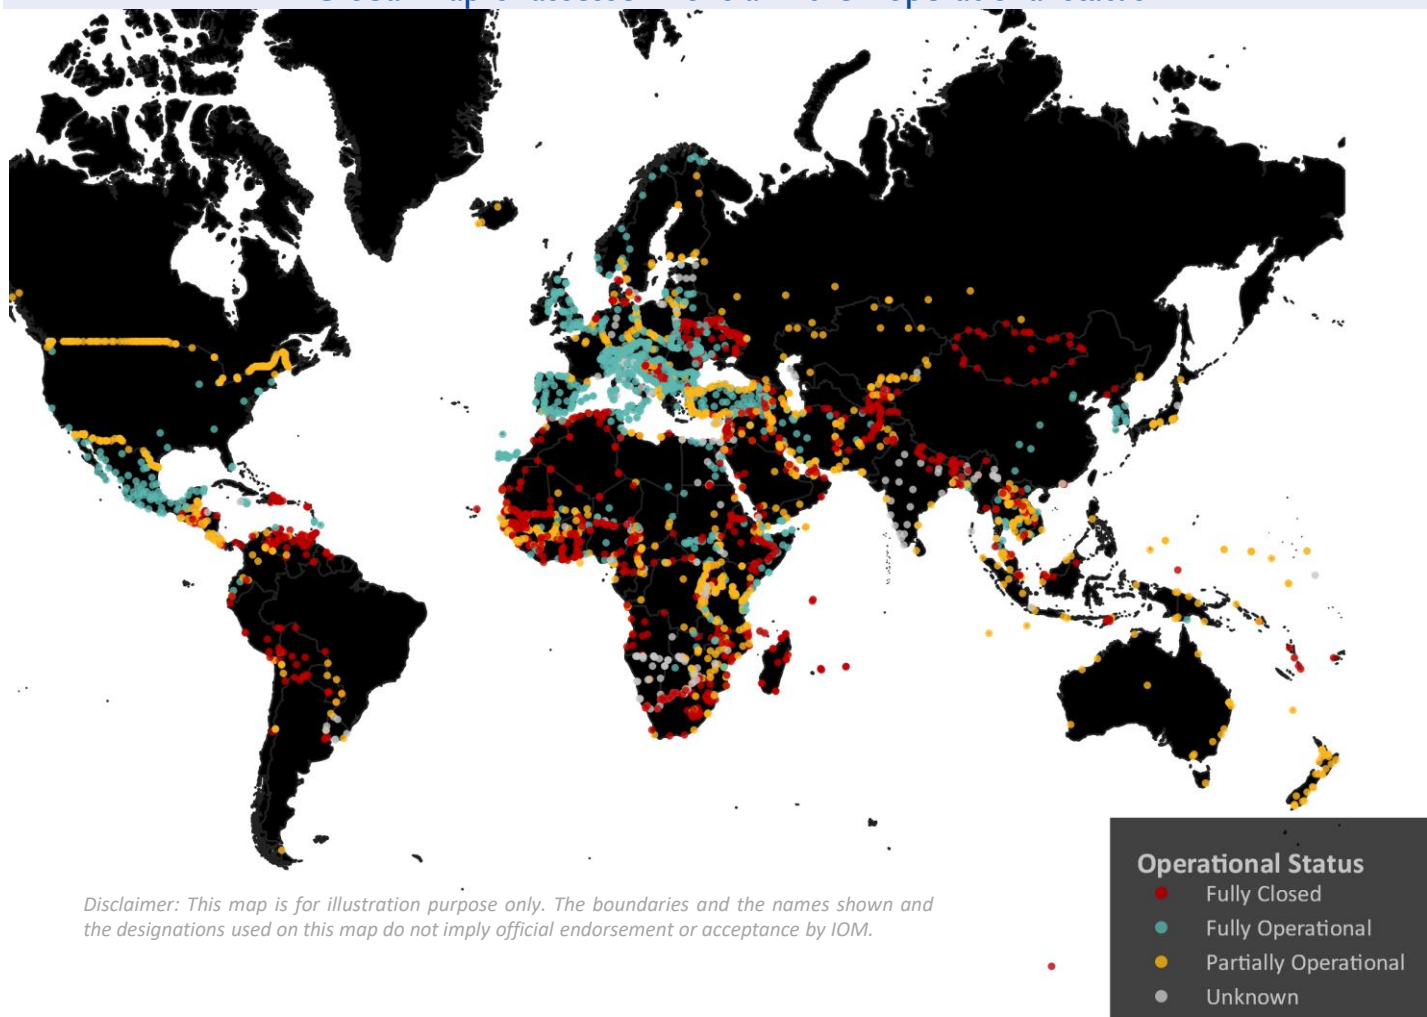 Disclaimer: This map is for illustration purpose only. The boundaries and the names shown and
the designations used on this map do not imply official endorsement or acceptance by IOM.
Operational Status
Fully Closed
Fully Operational
Partially Operational
Unknown